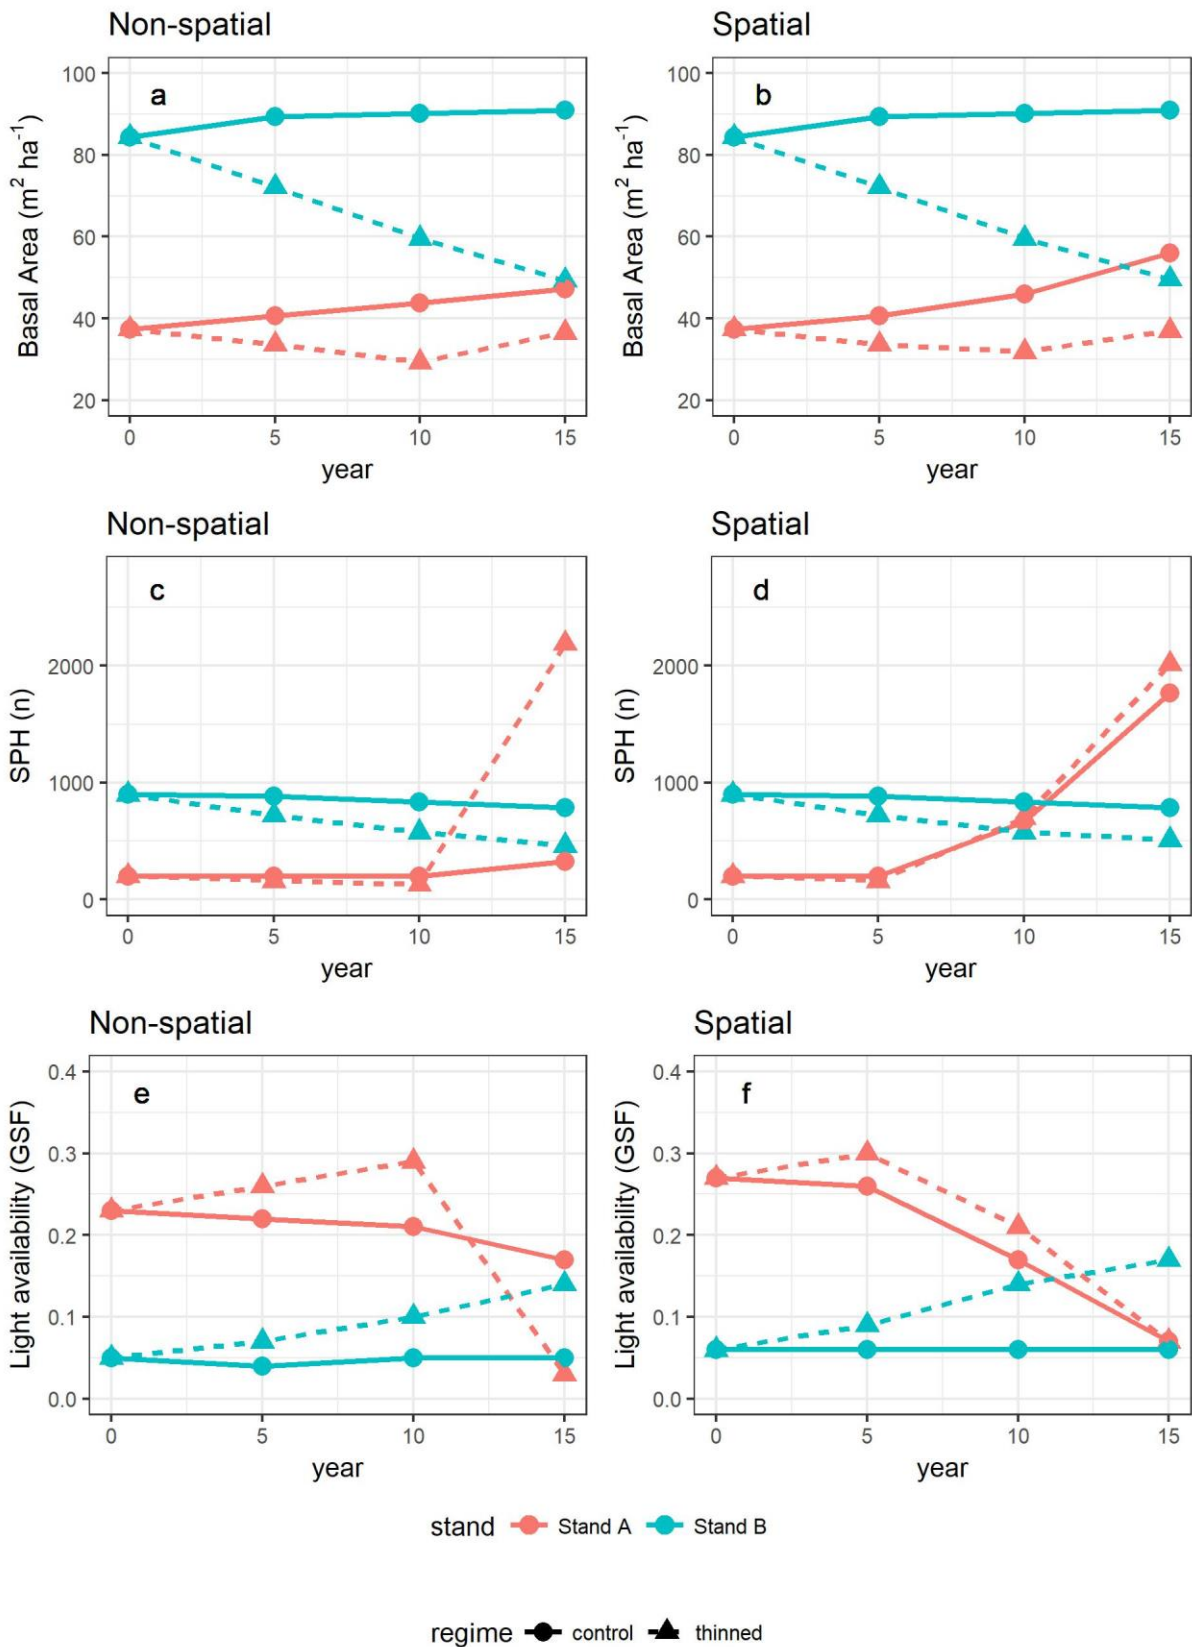 Non-spatial
Spatial
a
b
Basal Area (m² ha⁻¹)
100
80
60
40
20
0 5 10 15
year
Basal Area (m² ha⁻¹)
100
80
60
40
20
0 5 10 15
year
Non-spatial
Spatial
c
d
SPH (n)
2000
1000
0
0 5 10 15
year
SPH (n)
2000
1000
0
0 5 10 15
year
Non-spatial
Spatial
e
f
Light availability (GSF)
0.4
0.3
0.2
0.1
0.0
0 5 10 15
year
Light availability (GSF)
0.4
0.3
0.2
0.1
0.0
0 5 10 15
year
stand Stand A Stand B
regime control thinned